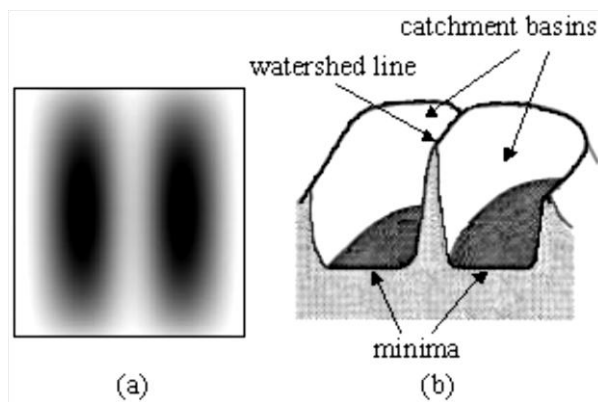 catchment basins
watershed line
minima
(a)
(b)